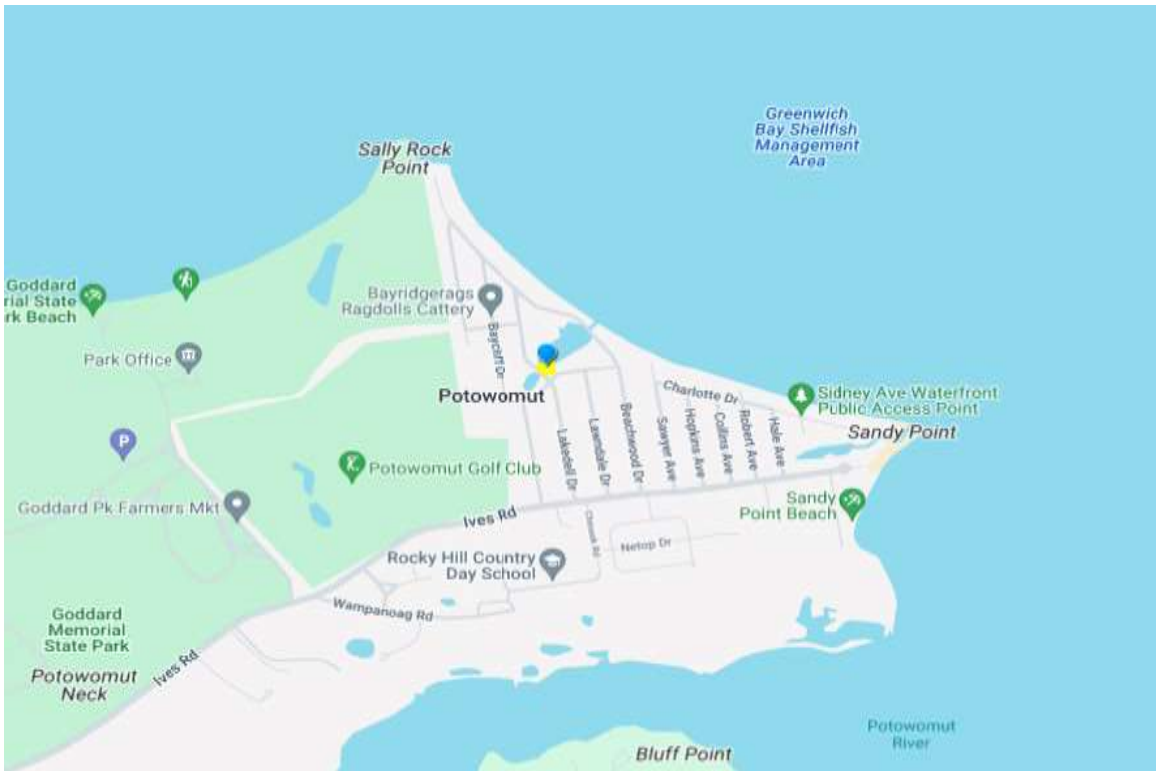 Greenwich
Bay Shellfish
Management
Area
Sally Rock
Point
Goddard
rial State
rk Beach
Bayridgerags
Ragdolls Cattery
Park Office
Baycliff Dr
Potowomut
Charlotte Dr
Sidney Ave Waterfront
Public Access Point
Sandy Point
P
Potowomut Golf Club
Lakedell Dr
Lawndale Dr
Beachwood Dr
Sawyer Ave
Hopkins Ave
Collins Ave
Robert Ave
Hale Ave
Goddard Pk Farmers Mkt
Ives Rd
Sandy
Point Beach
Netop Dr
Rocky Hill Country
Day School
Wampanoag Rd
Goddard
Memorial
State Park
Potowomut
Neck
Ives Rd
Potowomut
River
Bluff Point